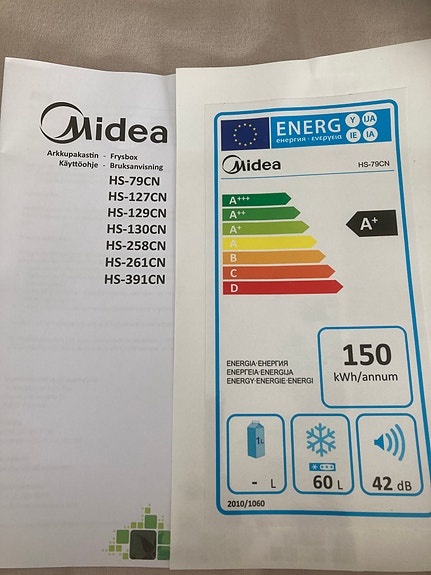 Midea
Arkkupakastin - Frysbox
Käyttöohje - Bruksanvisning
HS-79CN
HS-127CN
HS-129CN
HS-130CN
HS-258CN
HS-261CN
HS-391CN
ENERG Y IJA
енергия · ενεργεια IE IA
Midea HS-79CN
A+++
A++
A+
A
B
C
D
A+
ENERGIA·ЕНЕРГИЯ
ΕΝΕΡΓΕΙΑ·ENERGIJA
ENERGY·ENERGIE·ENERGI
150
kWh/annum
1L
- L
60 L
42 dB
2010/1060